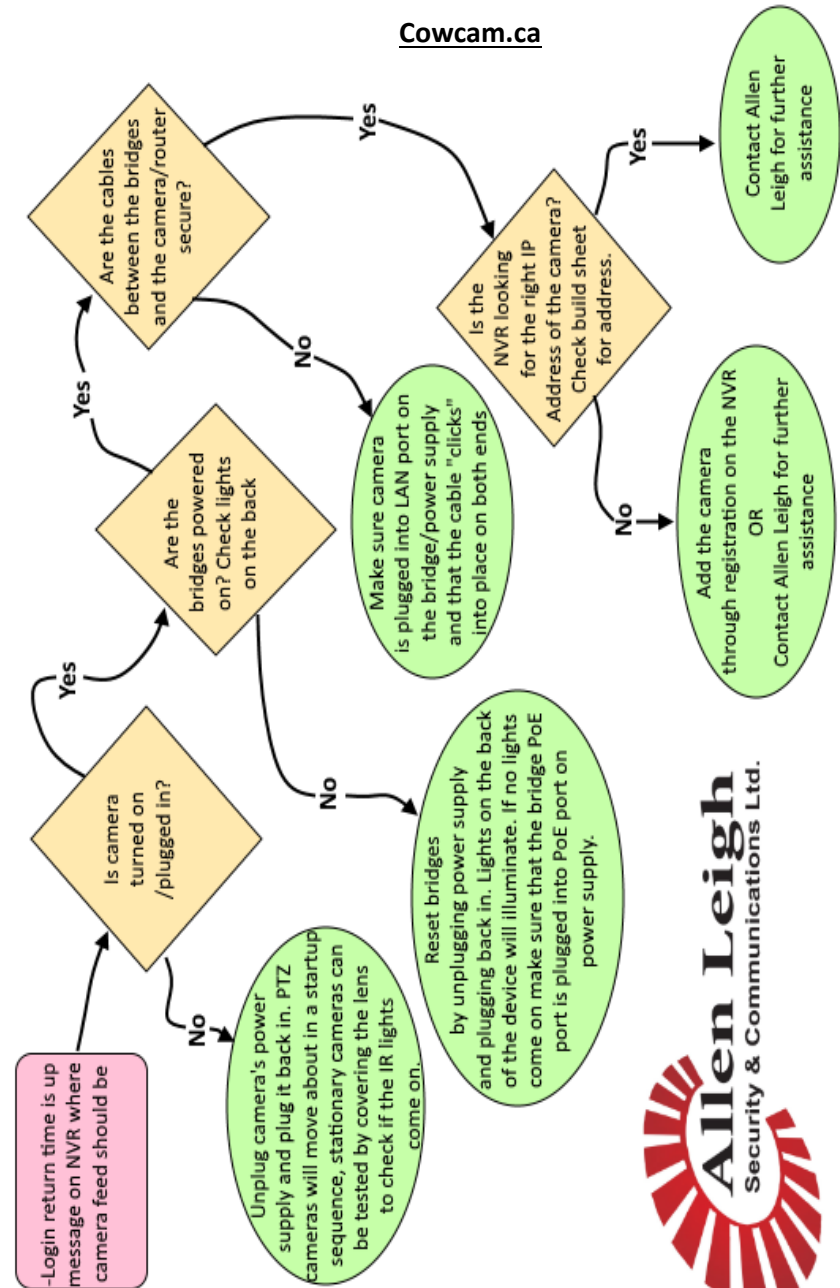 Cowcam.ca
-Login return time is up
message on NVR where
camera feed should be
Is camera
turned on
/plugged in?
Yes
No
Unplug camera's power
supply and plug it back in. PTZ
cameras will move about in a startup
sequence, stationary cameras can
be tested by covering the lens
to check if the IR lights
come on.
Are the
bridges powered
on? Check lights
on the back
Yes
No
Reset bridges
by unplugging power supply
and plugging back in. Lights on the back
of the device will illuminate. If no lights
come on make sure that the bridge PoE
port is plugged into PoE port on
power supply.
Are the cables
between the bridges
and the camera/router
secure?
Yes
No
Make sure camera
is plugged into LAN port on
the bridge/power supply
and that the cable "clicks"
into place on both ends
Is the
NVR looking
for the right IP
Address of the camera?
Check build sheet
for address.
Yes
No
Add the camera
through registration on the NVR
OR
Contact Allen Leigh for further
assistance
Contact Allen
Leigh for further
assistance
Allen Leigh
Security & Communications Ltd.